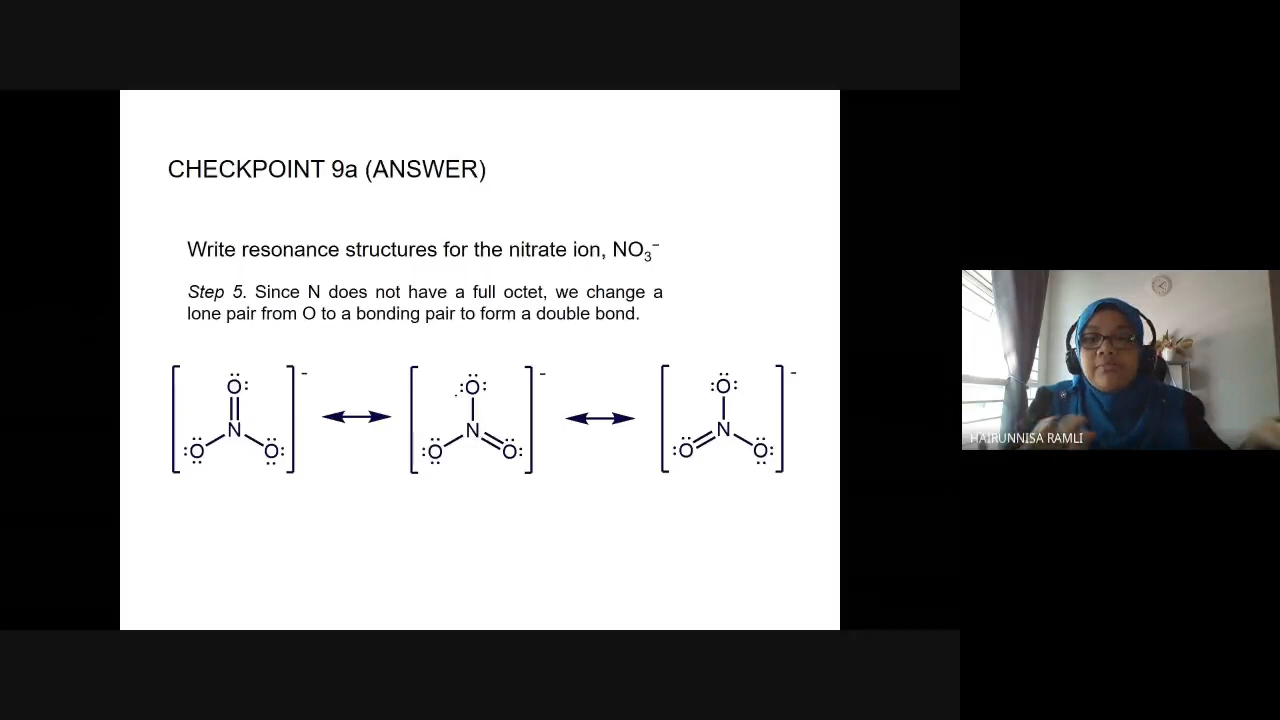 CHECKPOINT 9a (ANSWER)
Write resonance structures for the nitrate ion, NO₃⁻
Step 5. Since N does not have a full octet, we change a
lone pair from O to a bonding pair to form a double bond.
O - O - O
N N N
O O O O O O
HAIRUNNISA RAMLI